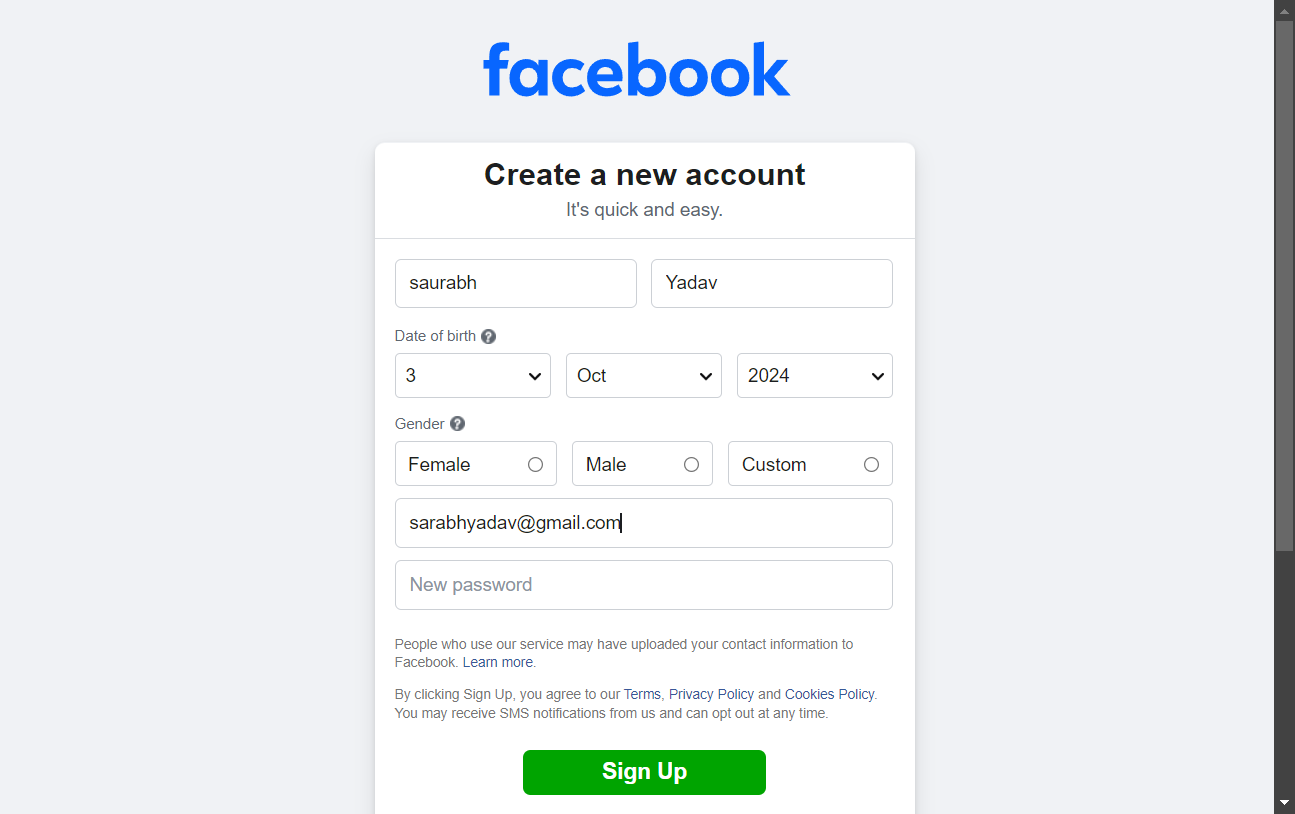 facebook
Create a new account
It's quick and easy.
saurabh Yadav
Date of birth ?
3 Oct 2024
Gender ?
Female Male Custom
sarabhyadav@gmail.com
New password
People who use our service may have uploaded your contact information to
Facebook. Learn more.
By clicking Sign Up, you agree to our Terms, Privacy Policy and Cookies Policy.
You may receive SMS notifications from us and can opt out at any time.
Sign Up